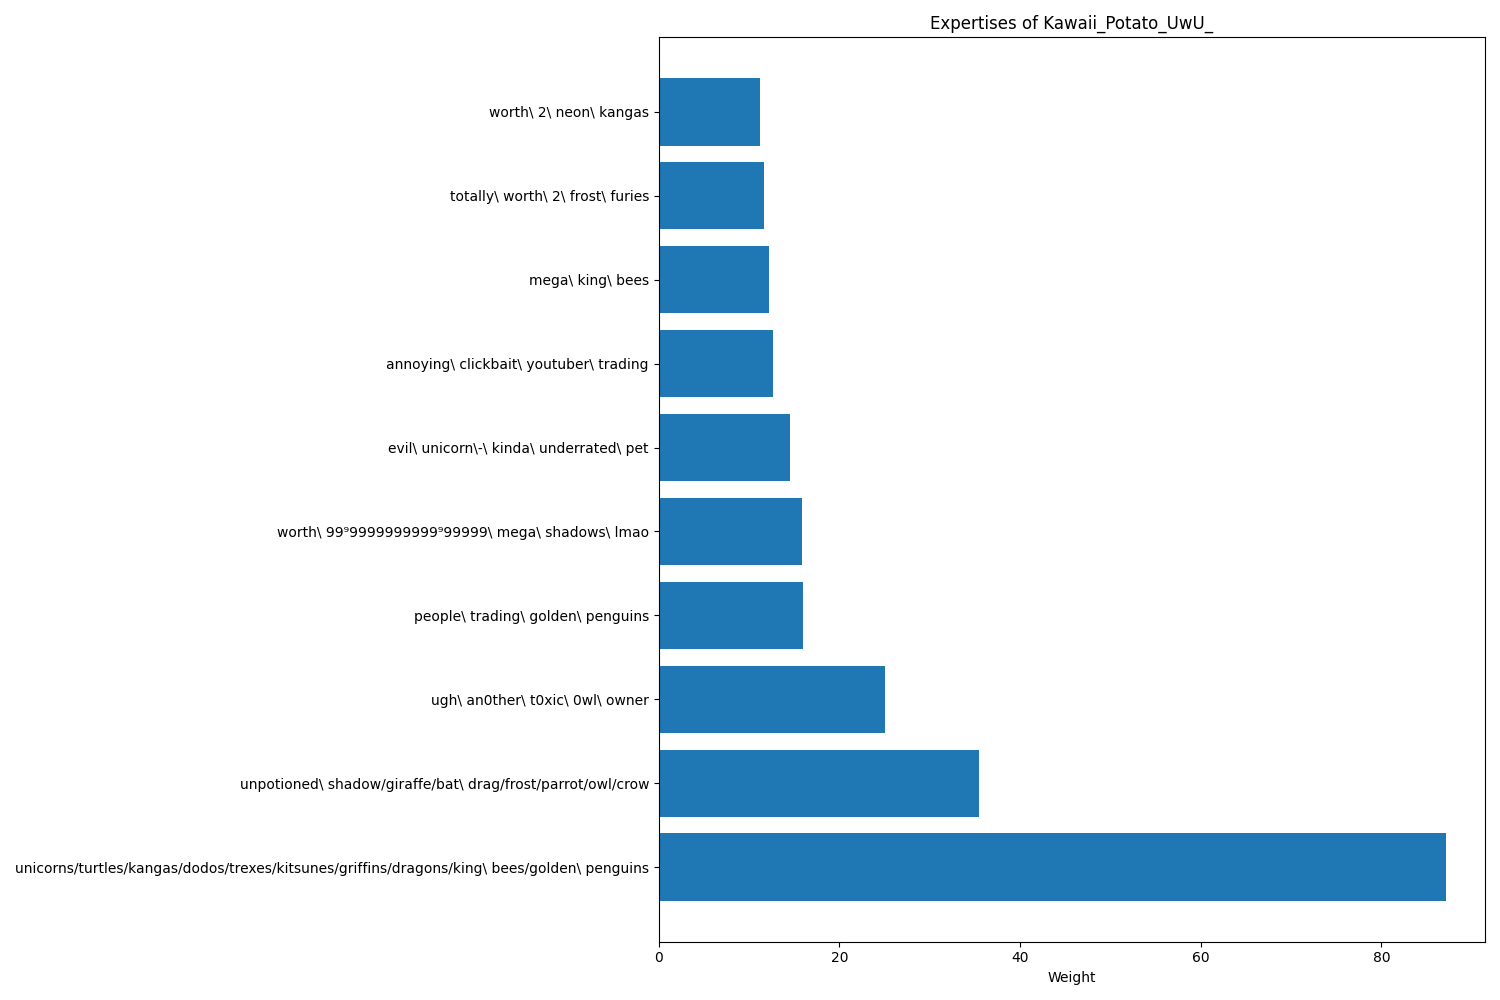 Expertises of Kawaii_Potato_UwU_
worth\ 2\ neon\ kangas
totally\ worth\ 2\ frost\ furies
mega\ king\ bees
annoying\ clickbait\ youtuber\ trading
evil\ unicorn\-\ kinda\ underrated\ pet
worth\ 99⁹9999999999⁹99999\ mega\ shadows\ lmao
people\ trading\ golden\ penguins
ugh\ an0ther\ t0xic\ 0wl\ owner
unpotioned\ shadow/giraffe/bat\ drag/frost/parrot/owl/crow
unicorns/turtles/kangas/dodos/trexes/kitsunes/griffins/dragons/king\ bees/golden\ penguins
0 20 40 60 80
Weight